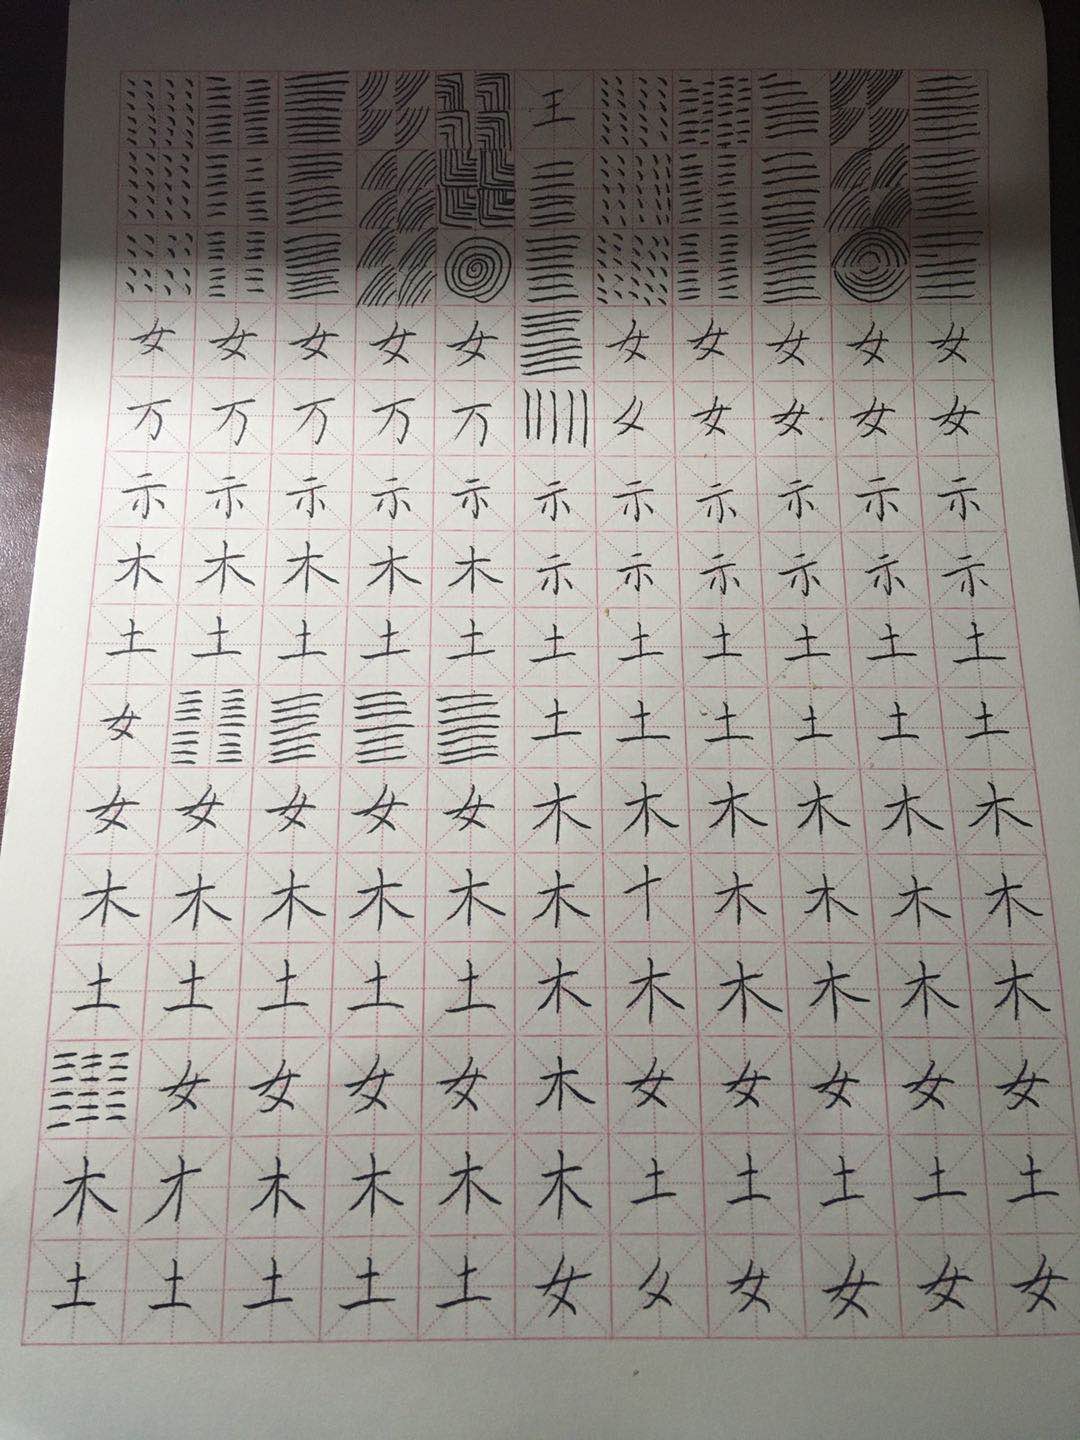 王
女女女女女女女女女女
万万万万万女女女女
示示示示示示示示示示示
木木木木木示示示示示示
土土土土土土土土土土土
女土土土土土土
女女女女女木木木木木木
木木木木木木十木木木木
土土土土土木木木木木木
女女女女木女女女女女
木才木木木木土土土土土
土土土土土女女女女女